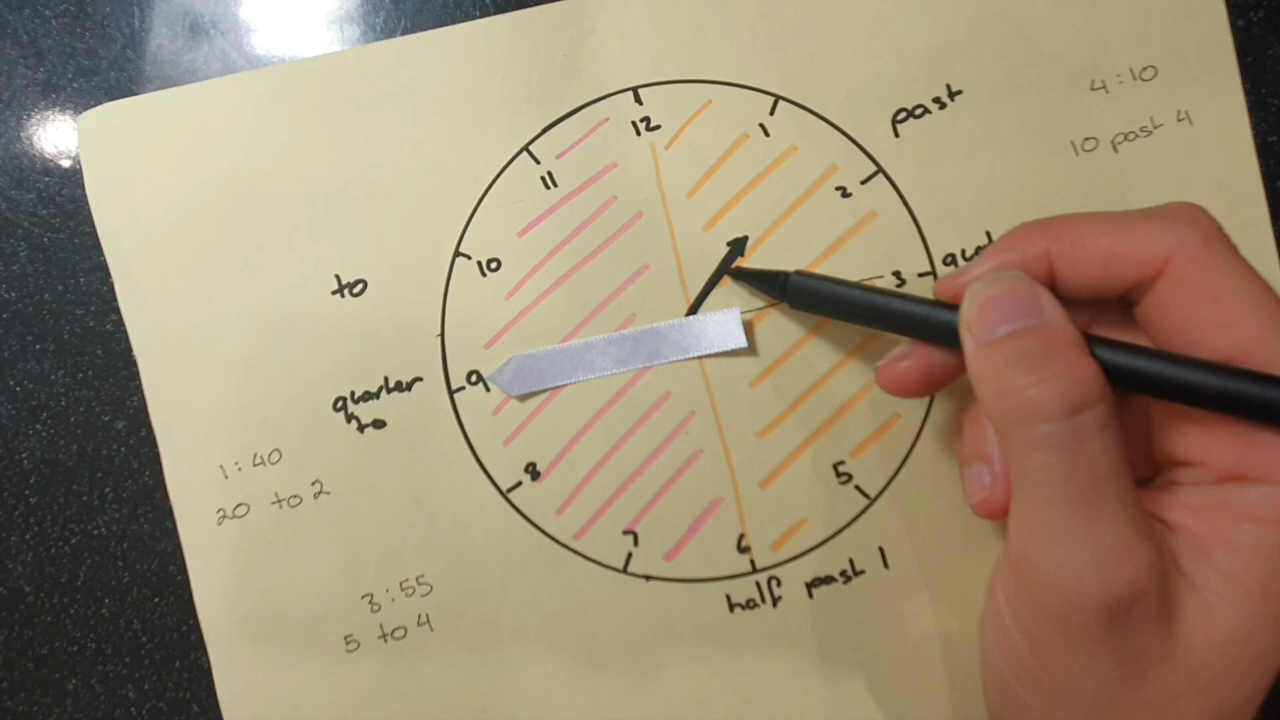 4:10
10 past 4
past
12
1
2
3
5
6
7
8
9
10
11
to
quarter
to
1:40
20 to 2
3:55
5 to 4
half past 1